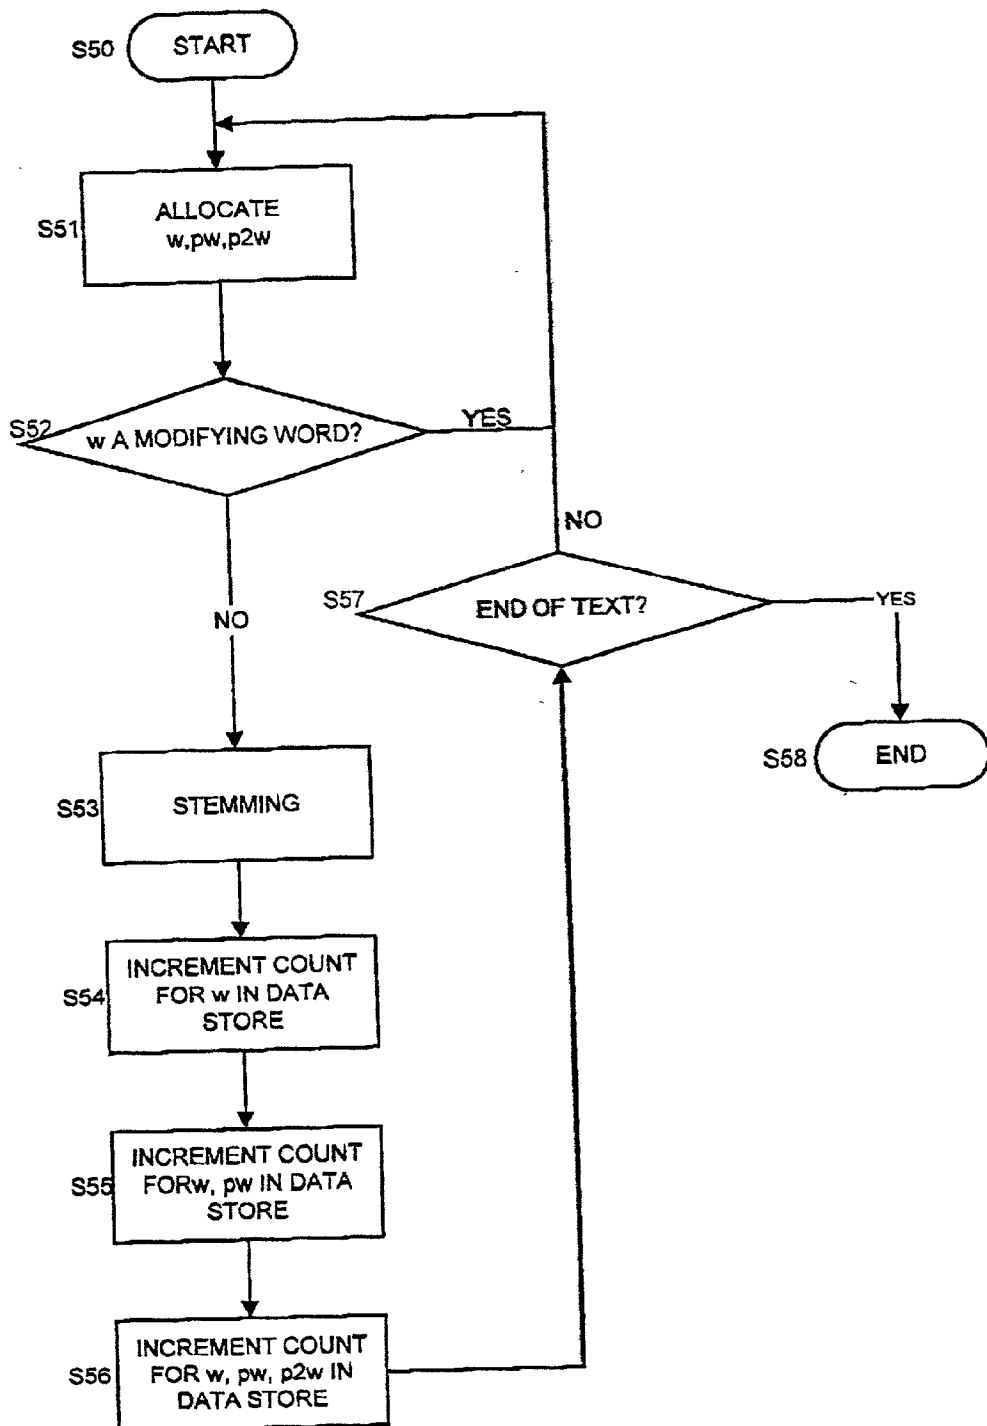 S50 START
S51 ALLOCATE
w,pw,p2w
S52 w A MODIFYING WORD?
YES
NO
NO
S57 END OF TEXT?
YES
S58 END
S53 STEMMING
S54 INCREMENT COUNT
FOR w IN DATA
STORE
S55 INCREMENT COUNT
FORw, pw IN DATA
STORE
S56 INCREMENT COUNT
FOR w, pw, p2w IN
DATA STORE